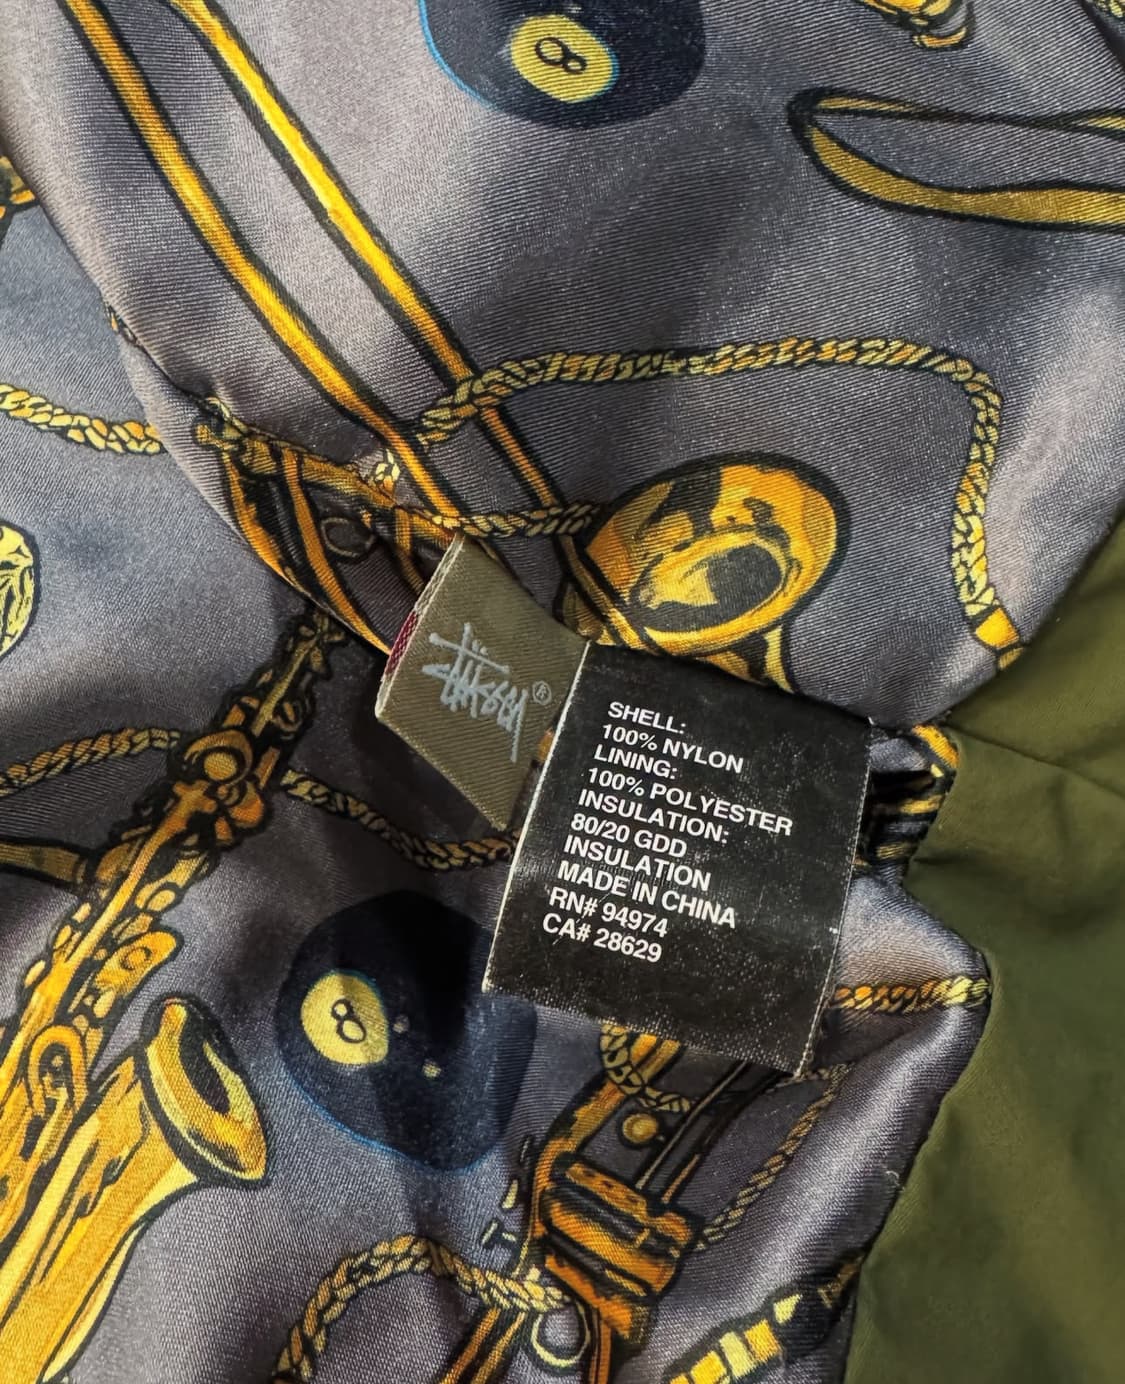 8
STÜSSY®
SHELL:
100% NYLON
LINING:
100% POLYESTER
INSULATION:
80/20 GDD
INSULATION
MADE IN CHINA
RN# 94974
CA# 28629
8